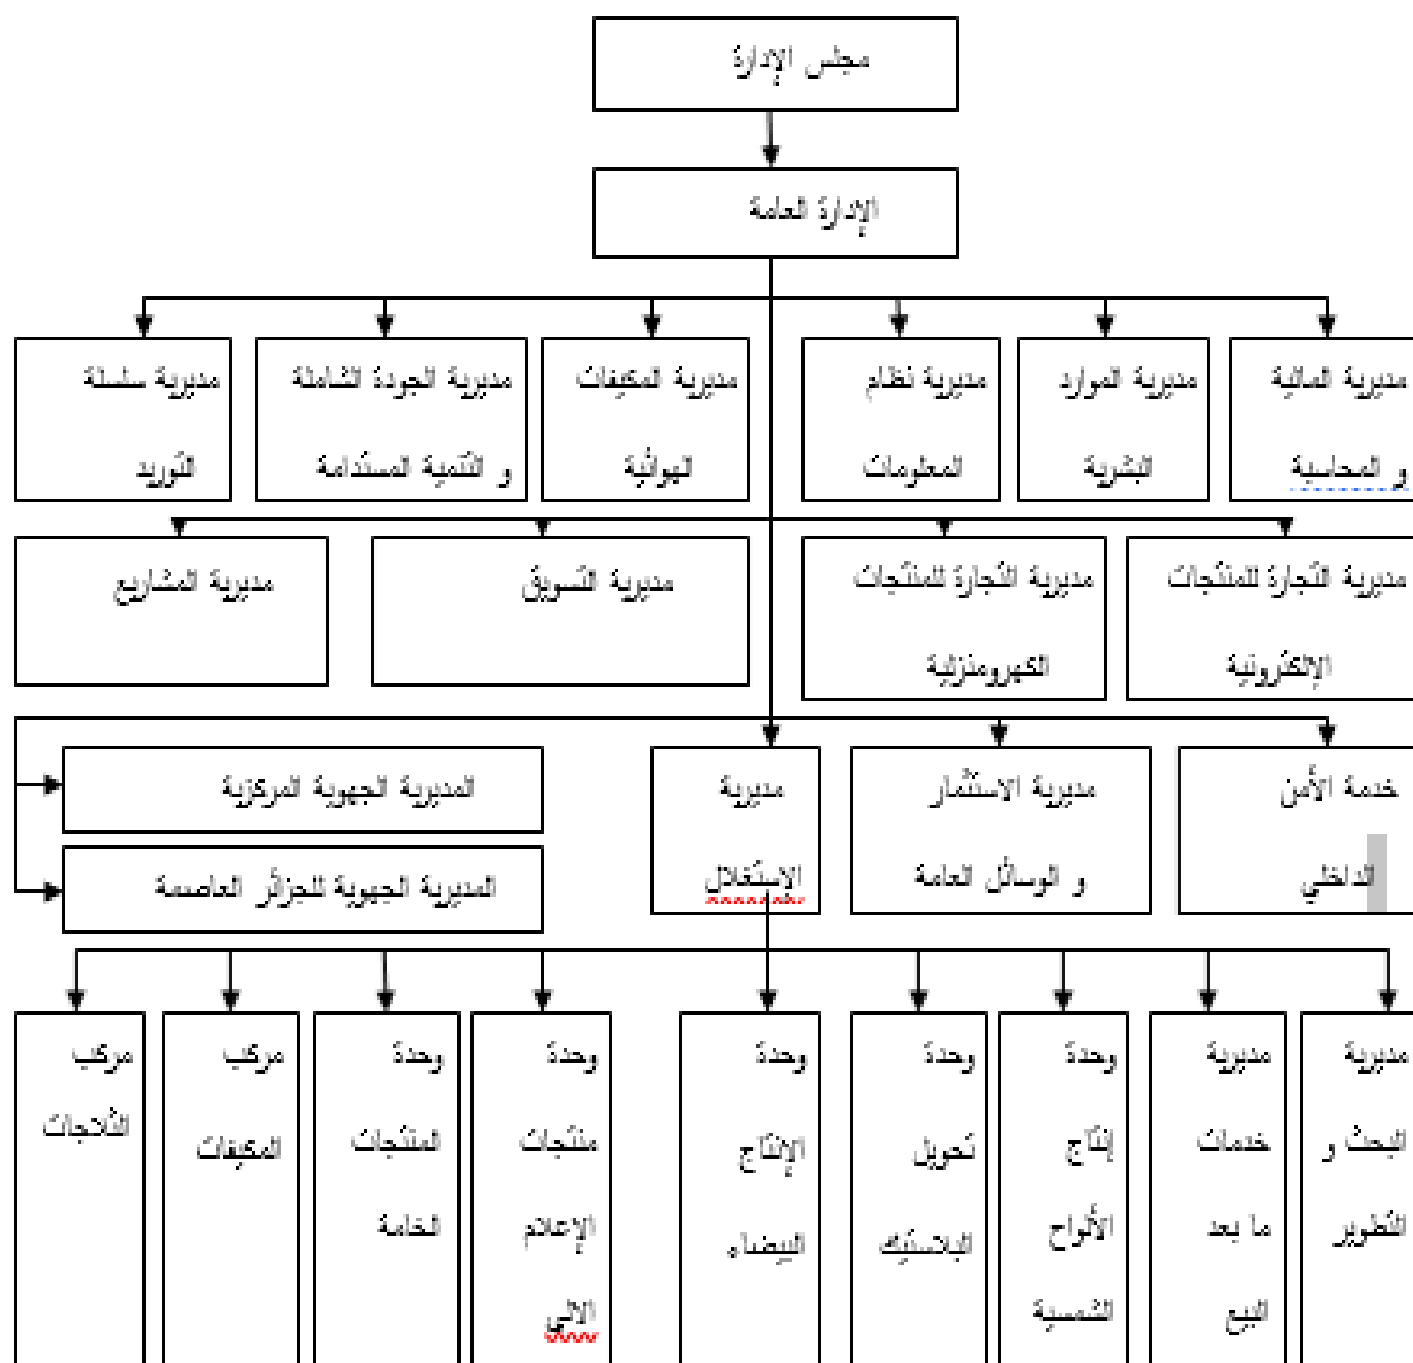 مجلس الإدارة
الإدارة العامة
مديرية المالية
و المحاسبة
مديرية الموارد
البشرية
مديرية نظام
المعلومات
مديرية المكيفات
الهوائية
مديرية الجودة الشاملة
و التنمية المستدامة
مديرية سلسلة
التوريد
مديرية التجارة للمنتجات
الإلكترونية
مديرية التجارة للمنتجات
الكهرومنزلية
مديرية التسويق
مديرية المشاريع
خدمة الأمن
الداخلي
مديرية الاستثمار
و الوسائل العامة
مديرية
الإستغلال
المديرية الجهوية المركزية
المديرية الجهوية للجزائر العاصمة
مديرية
البحث و
التطوير
مديرية
خدمات
ما بعد
البيع
وحدة
إنتاج
الألواح
الشمسية
وحدة
تحويل
البلاستيك
وحدة
الإنتاج
البيضاء
وحدة
منتجات
الإعلام
الالي
وحدة
المنتجات
الخامة
مركب
المكيفات
مركب
الثلاجات